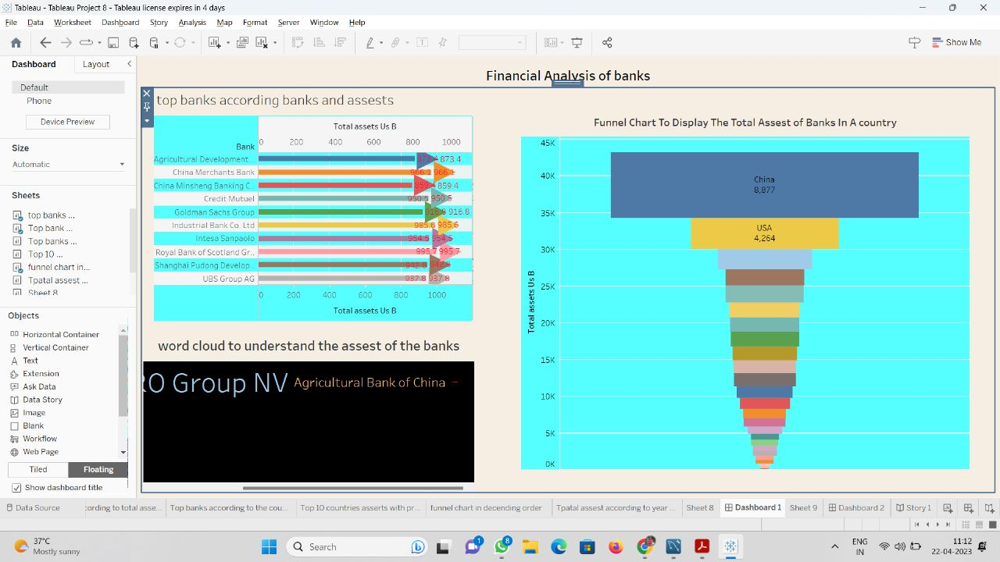 Tableau - Tableau Project 8 - Tableau license expires in 4 days
File Data Worksheet Dashboard Story Analysis Map Format Server Window Help
Show Me
Dashboard Layout
Default
Phone
Device Preview
Size
Automatic
Sheets
top banks ...
Top bank ...
Top banks ...
Top 10 ...
funnel chart in...
Tpatal assest ...
Sheet 8
Objects
Horizontal Container
Vertical Container
Text
Extension
Ask Data
Data Story
Image
Blank
Workflow
Web Page
Tiled Floating
Show dashboard title
Financial Analysis of banks
top banks according banks and assests
Total assets Us B
Bank
0 200 400 600 800 1000
Agricultural Development .. 873.4 873.4
China Merchants Bank 966.1 966.1
China Minsheng Banking C.. 859.4 859.4
Credit Mutuel 950.5 950.5
Goldman Sachs Group 916.8 916.8
Industrial Bank Co. Ltd 985.6 985.6
Intesa Sanpaolo 954.5 954.5
Royal Bank of Scotland Gr.. 995.7 995.7
Shanghai Pudong Develop.. 942.8 942.8
UBS Group AG 937.8 937.8
0 200 400 600 800 1000
Total assets Us B
word cloud to understand the assest of the banks
RO Group NV Agricultural Bank of China
Funnel Chart To Display The Total Assest of Banks In A country
45K
40K
35K
30K
25K
20K
15K
10K
5K
0K
Total assets Us B
China
8,877
USA
4,264
Data Source ording to total asse... Top banks according to the cou... Top 10 countries asserts with pr... funnel chart in decending order Tpatal assest according to year ... Sheet 8 Dashboard 1 Sheet 9 Dashboard 2 Story 1
37°C
Mostly sunny
Search
1
8
ENG
IN
11:12
22-04-2023